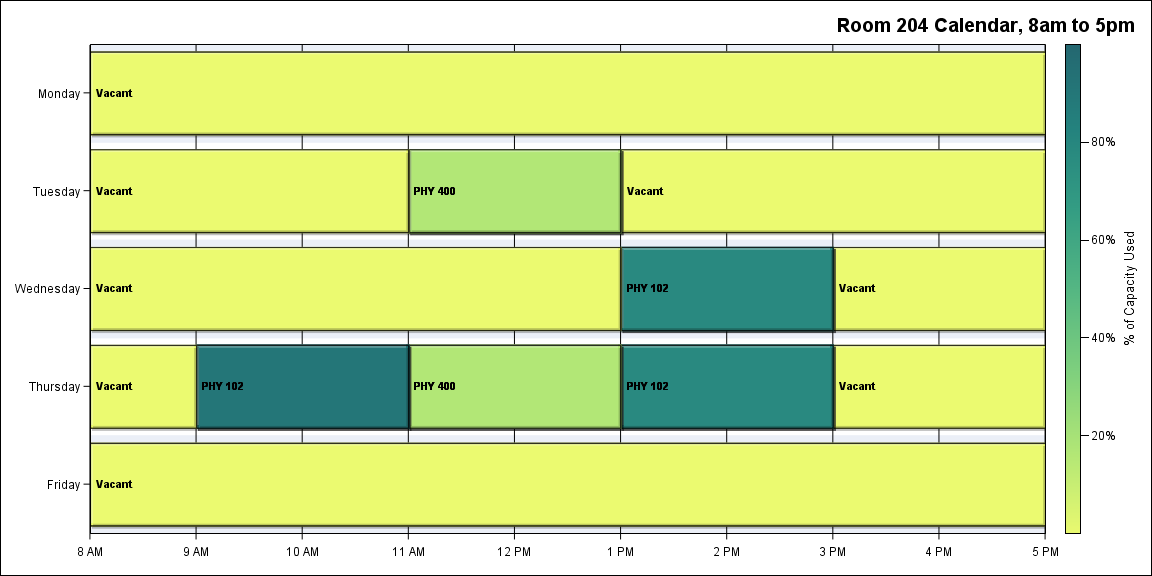 Room 204 Calendar, 8am to 5pm
Monday
Vacant
Tuesday
Vacant
PHY 400
Vacant
Wednesday
Vacant
PHY 102
Vacant
Thursday
Vacant
PHY 102
PHY 400
PHY 102
Vacant
Friday
Vacant
8 AM
9 AM
10 AM
11 AM
12 PM
1 PM
2 PM
3 PM
4 PM
5 PM
80%
60%
40%
20%
% of Capacity Used